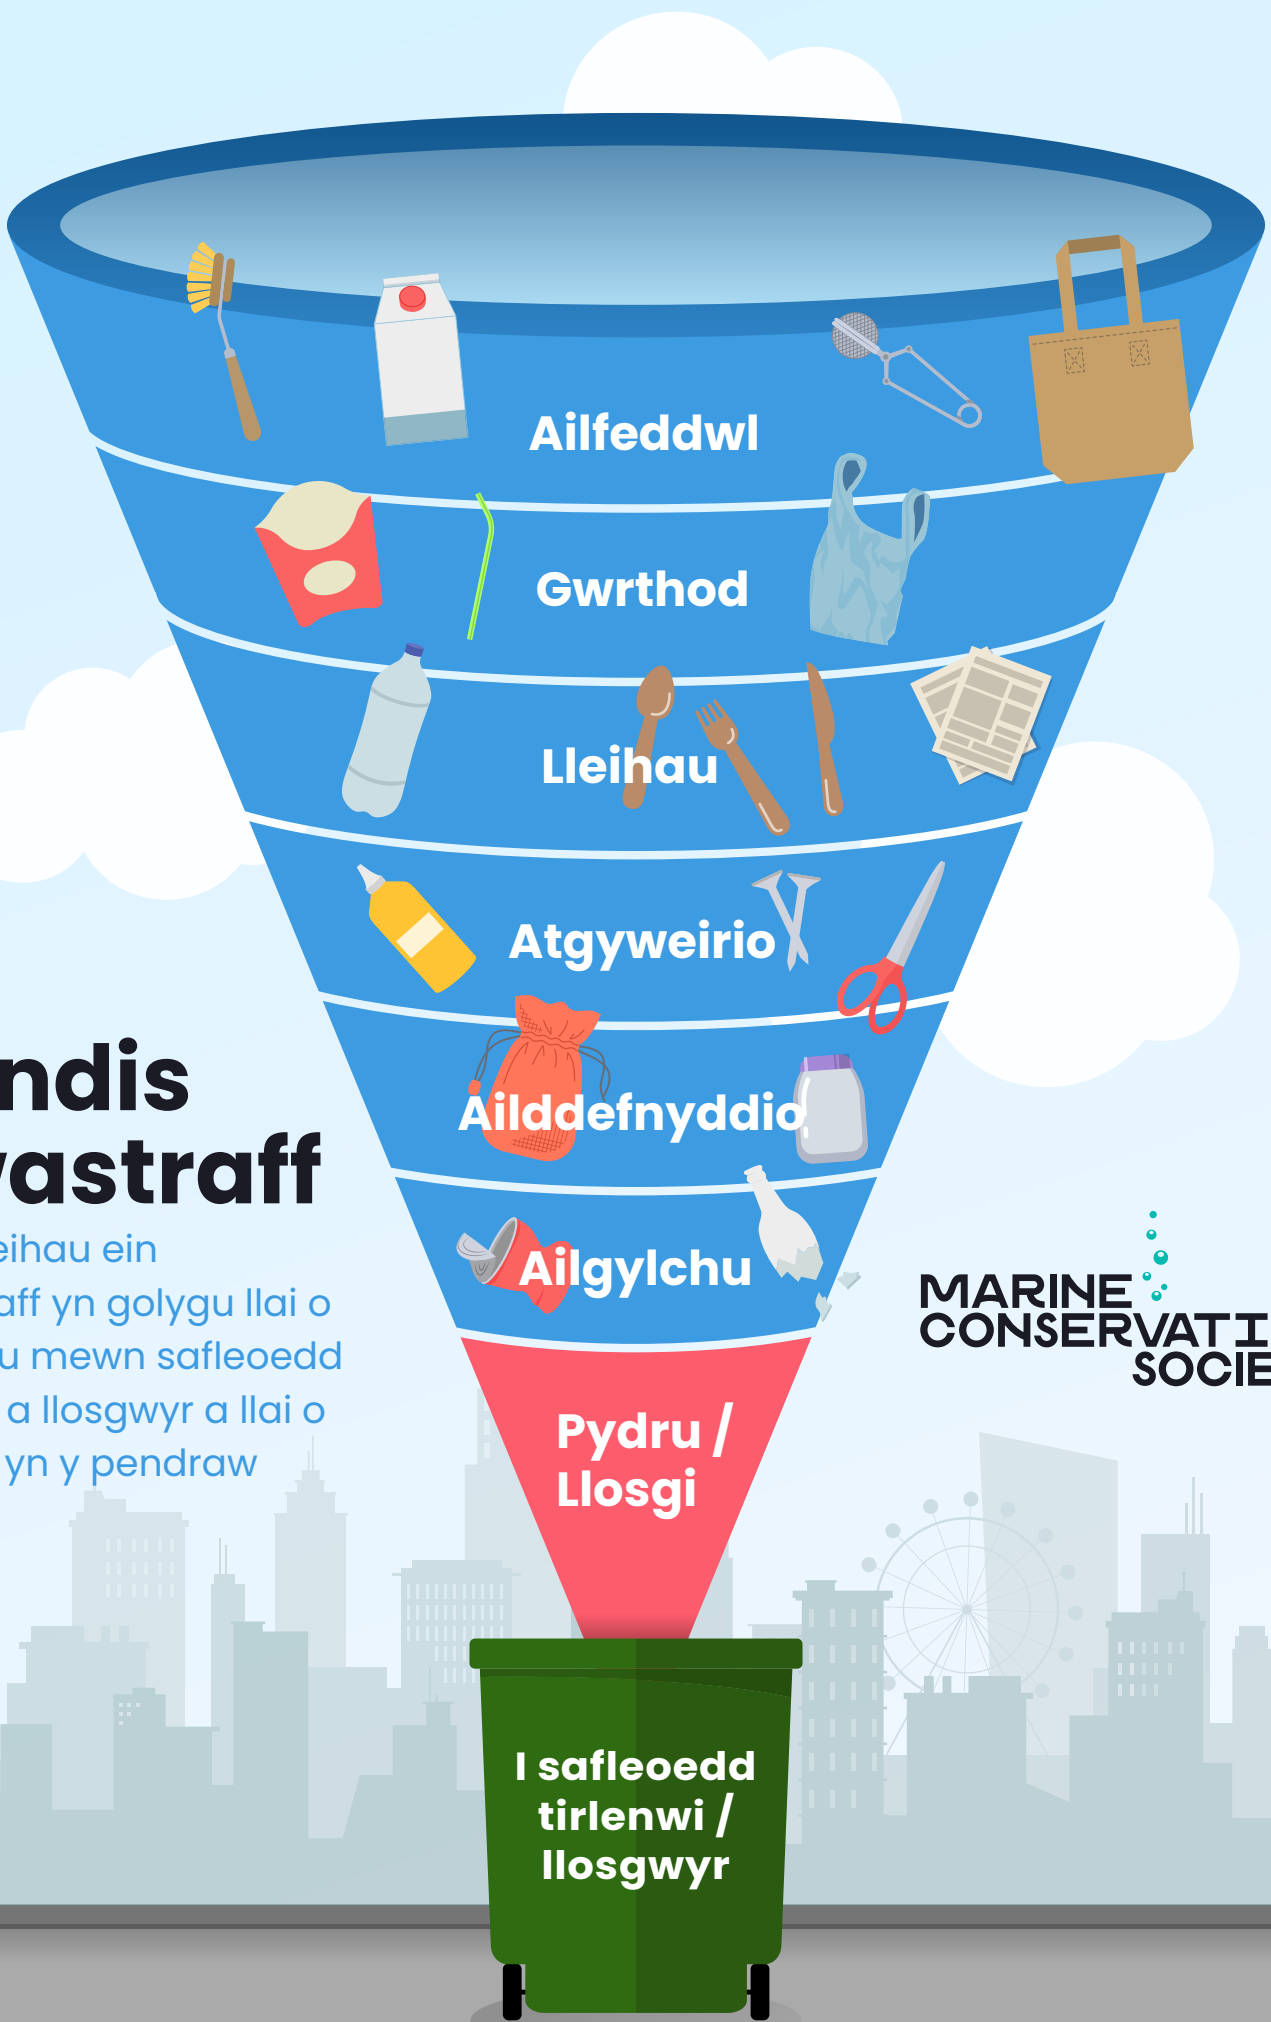 Ailfeddwl
Gwrthod
Lleihau
Atgyweirio
Ailddefnyddio
Ailgylchu
Pydru /
Llosgi
I safleoedd
tirlenwi /
llosgwyr
ndis
wastraff
eihau ein
aff yn golygu llai o
u mewn safleoedd
a llosgwyr a llai o
yn y pendraw
MARINE
CONSERVATI
SOCIE